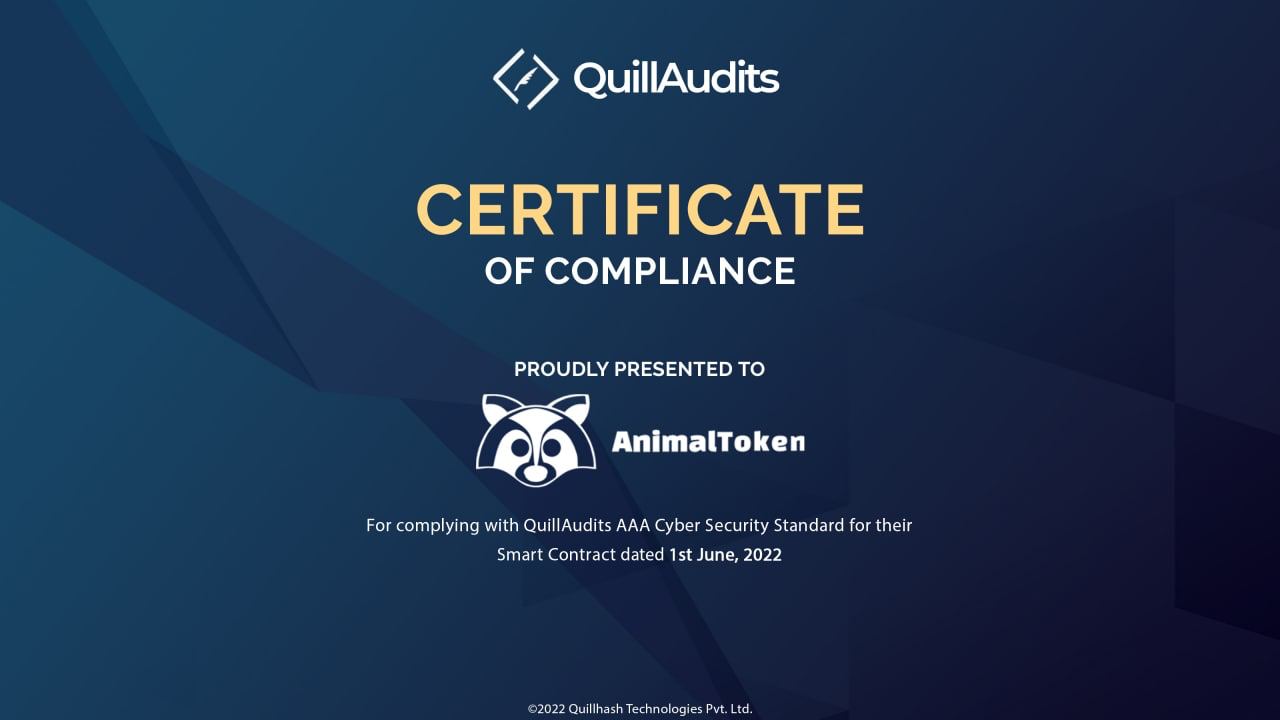 QuillAudits
CERTIFICATE
OF COMPLIANCE
PROUDLY PRESENTED TO
AnimalToken
For complying with QuillAudits AAA Cyber Security Standard for their
Smart Contract dated 1st June, 2022
©2022 Quillhash Technologies Pvt. Ltd.